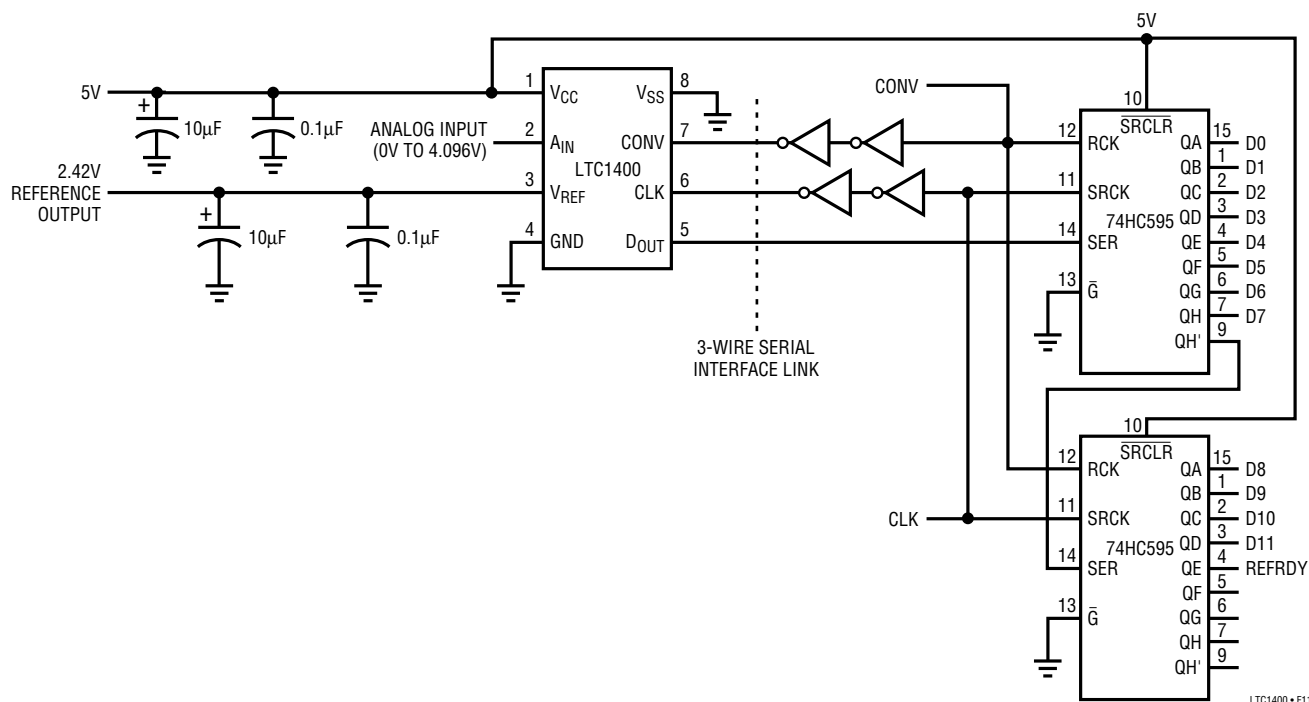 5V
5V
+
10µF
0.1µF
ANALOG INPUT
(0V TO 4.096V)
2.42V
REFERENCE
OUTPUT
+
10µF
0.1µF
1
VCC
2
AIN
3
VREF
4
GND
LTC1400
8
VSS
7
CONV
6
CLK
5
DOUT
3-WIRE SERIAL
INTERFACE LINK
CONV
CLK
10
SRCLR
12
RCK
11
SRCK
14
SER
13
G
74HC595
QA 15 D0
QB 1 D1
QC 2 D2
QD 3 D3
QE 4 D4
QF 5 D5
QG 6 D6
QH 7 D7
QH' 9
10
SRCLR
12
RCK
11
SRCK
14
SER
13
G
74HC595
QA 15 D8
QB 1 D9
QC 2 D10
QD 3 D11
QE 4 REFRDY
QF 5
QG 6
QH 7
QH' 9